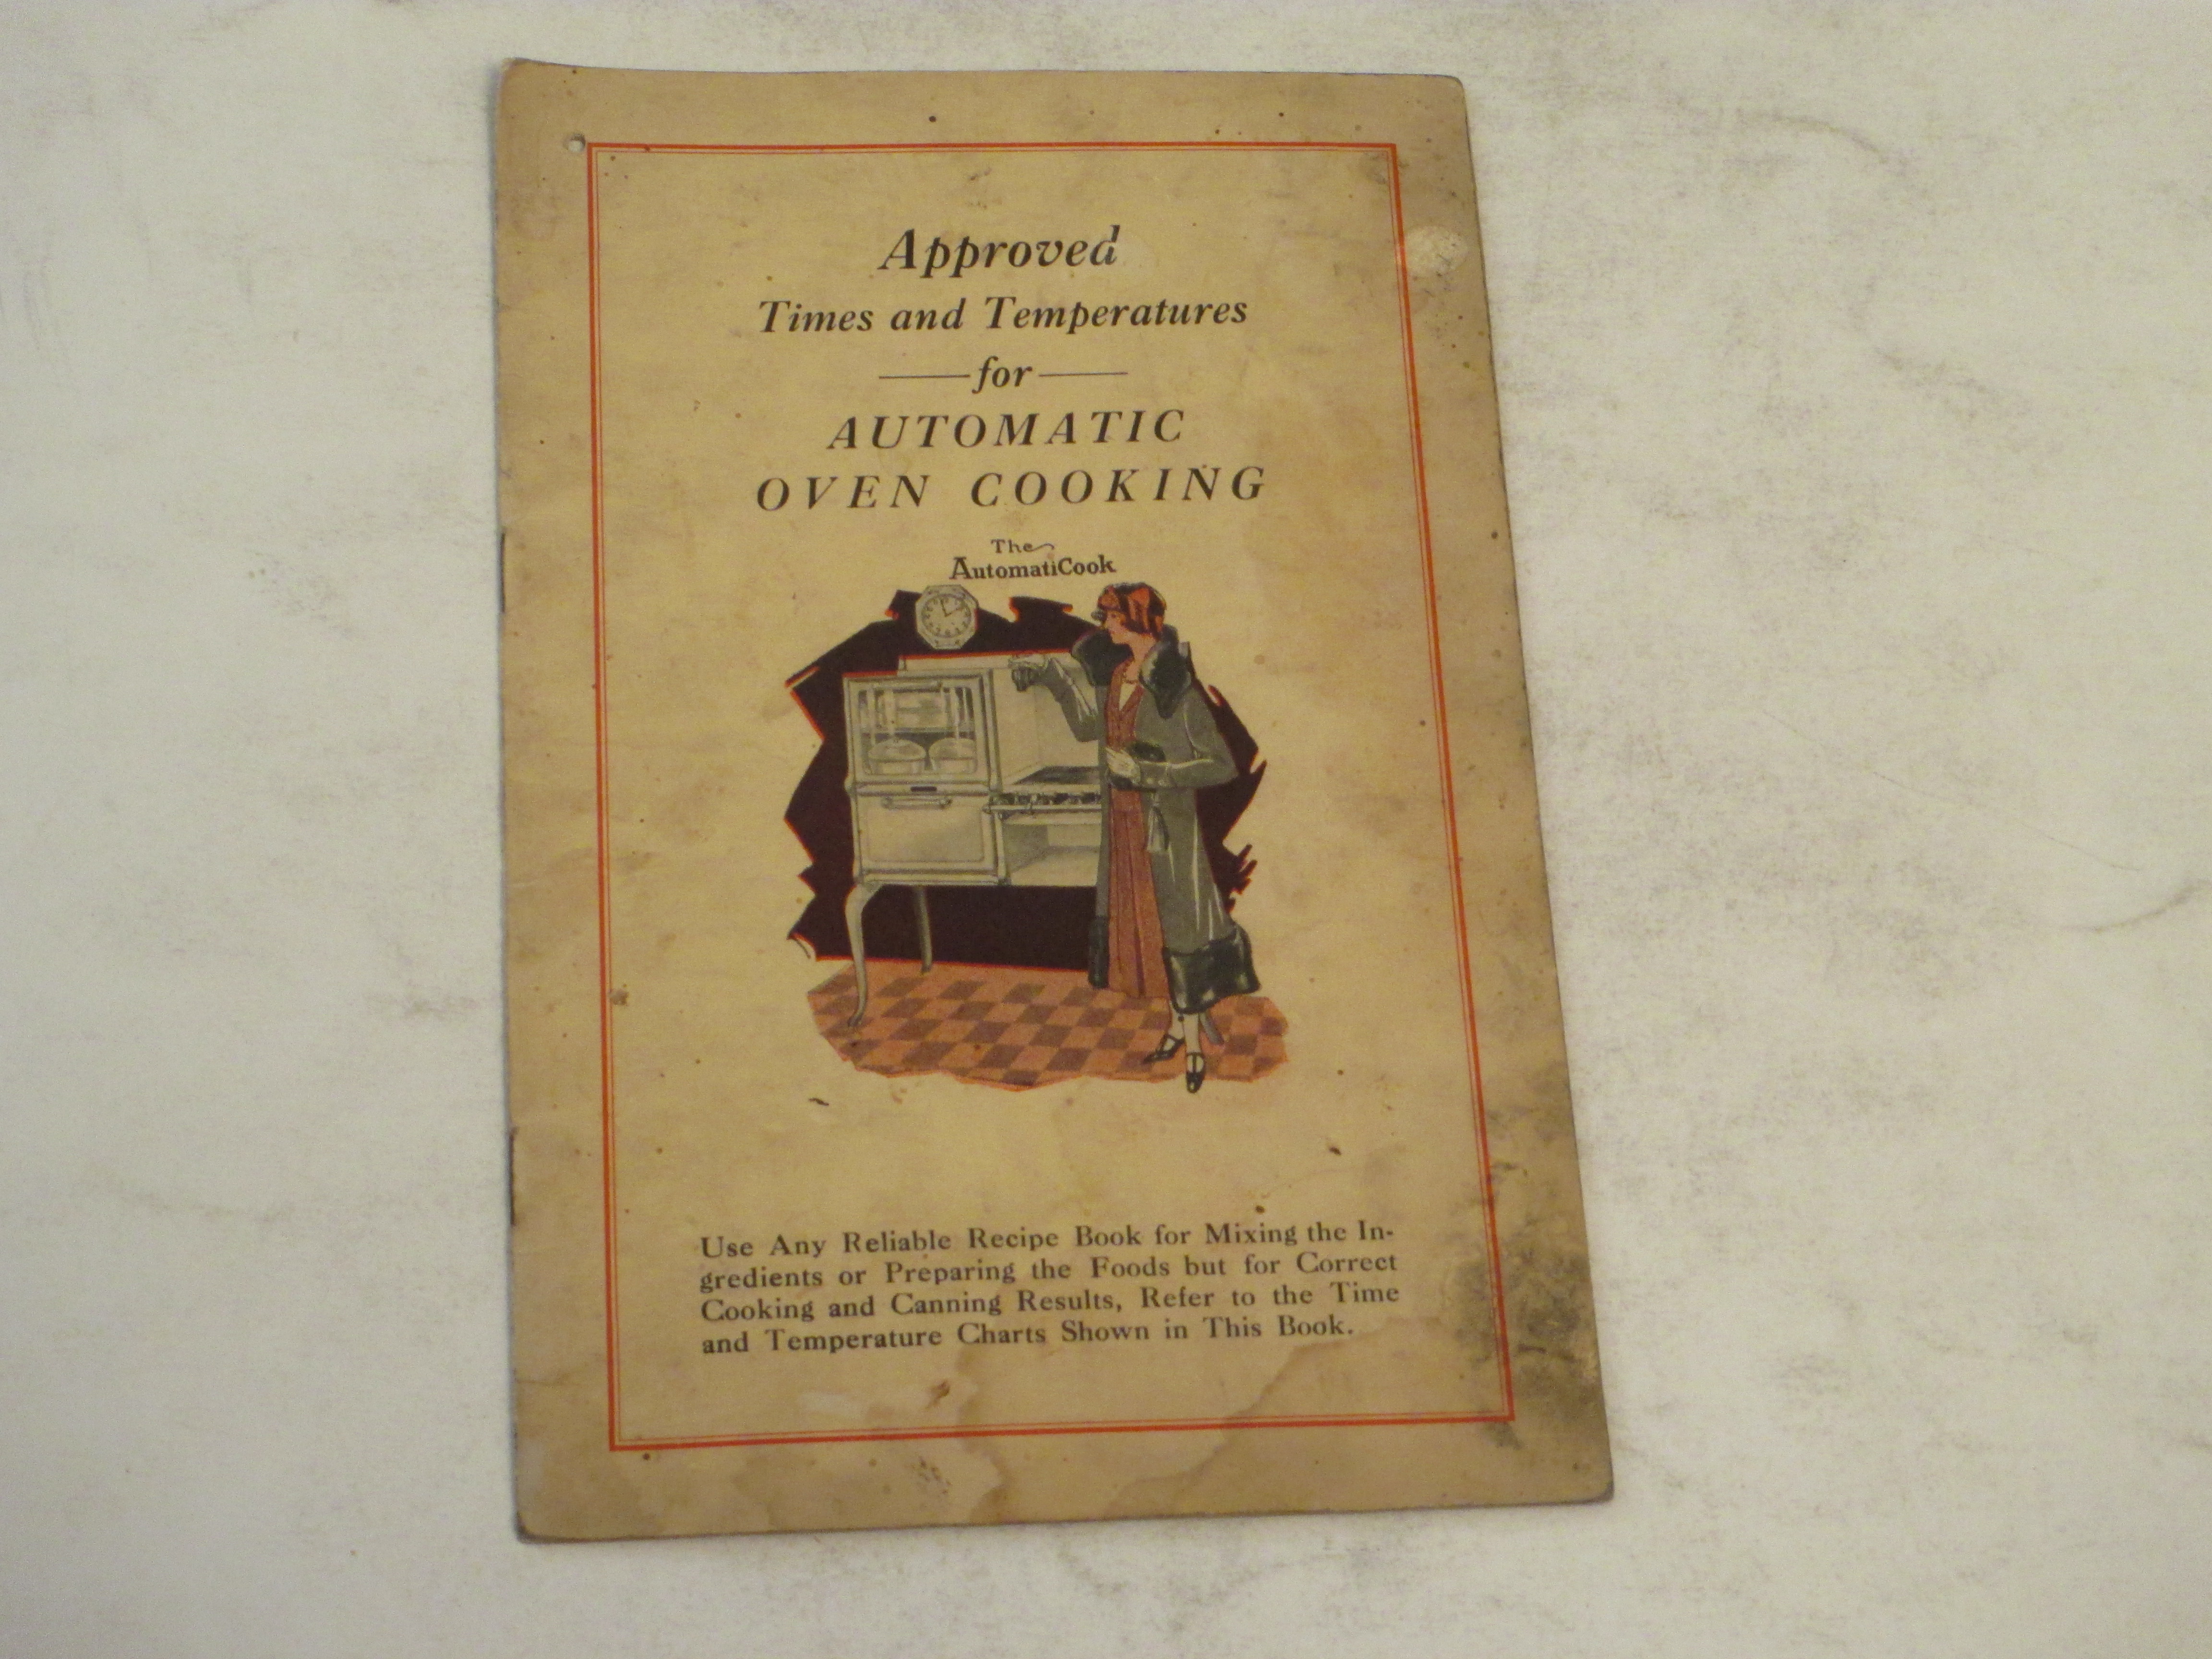 Approved
Times and Temperatures
for
AUTOMATIC
OVEN COOKING
The
AutomatiCook
Use Any Reliable Recipe Book for Mixing the In-
gredients or Preparing the Foods but for Correct
Cooking and Canning Results, Refer to the Time
and Temperature Charts Shown in This Book.